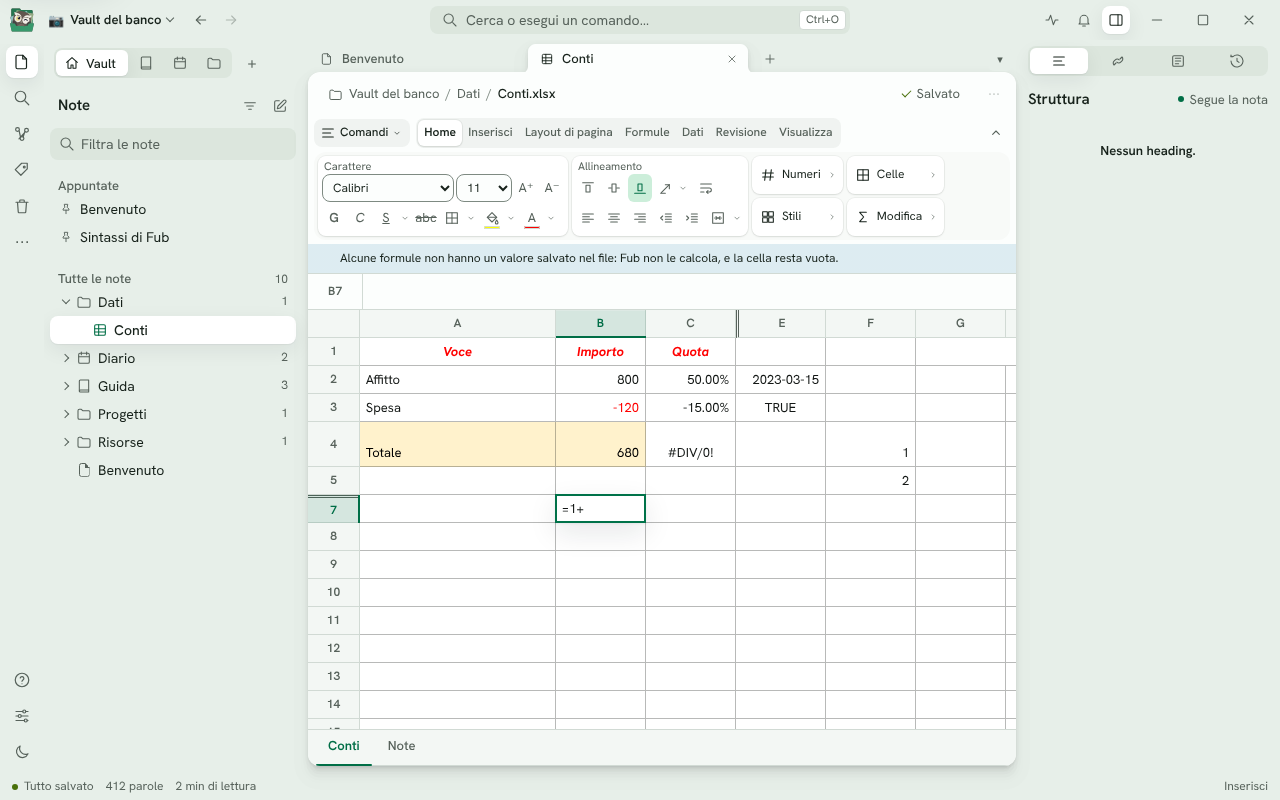 Vault del banco
Cerca o esegui un comando…
Ctrl+O
Vault
Benvenuto
Conti
Note
Filtra le note
Appuntate
Benvenuto
Sintassi di Fub
Tutte le note 10
Dati 1
Conti
Diario 2
Guida 3
Progetti 1
Risorse 1
Benvenuto
Vault del banco / Dati / Conti.xlsx
Salvato
Comandi
Home Inserisci Layout di pagina Formule Dati Revisione Visualizza
Carattere
Calibri 11 A⁺ A⁻
G C S abc A
Allineamento
Numeri
Celle
Stili
Modifica
Alcune formule non hanno un valore salvato nel file: Fub non le calcola, e la cella resta vuota.
B7
A B C E F G
1 Voce Importo Quota
2 Affitto 800 50.00% 2023-03-15
3 Spesa -120 -15.00% TRUE
4 Totale 680 #DIV/0! 1
5 2
7 =1+
8
9
10
11
12
13
14
Conti Note
Struttura
Segue la nota
Nessun heading.
Tutto salvato 412 parole 2 min di lettura
Inserisci